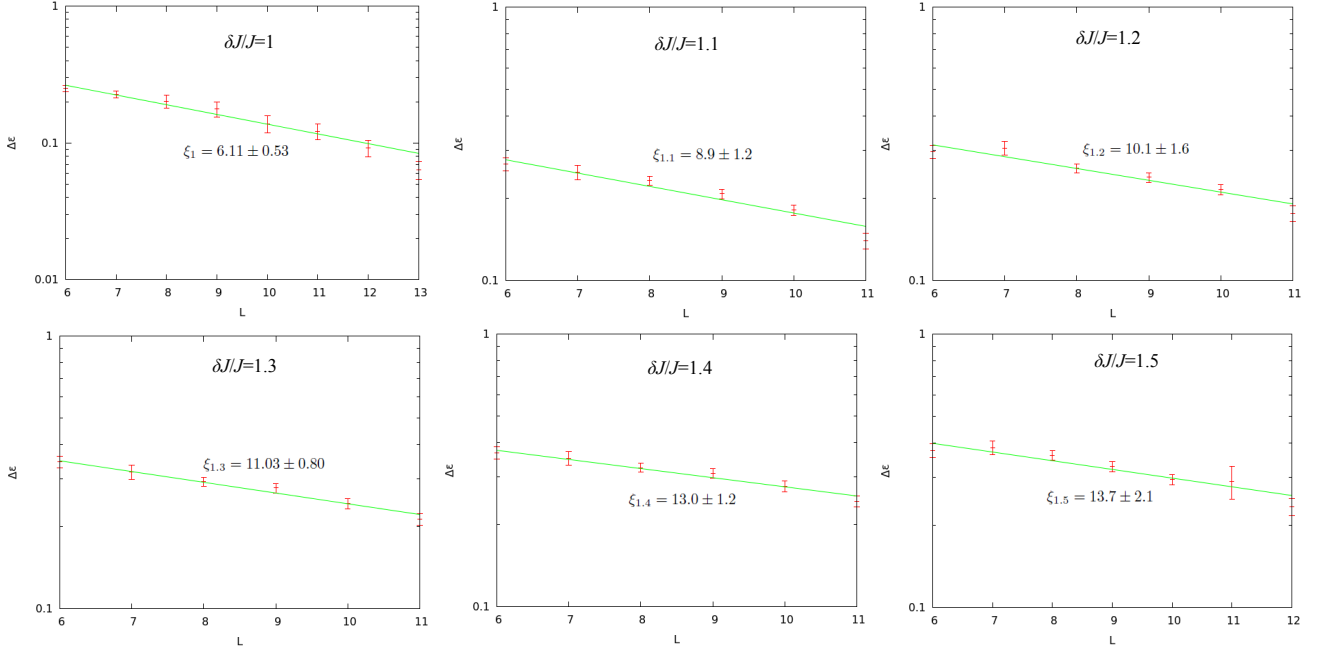 δJ/J=1
1
0.1
0.01
Δε
ξ₁ = 6.11 ± 0.53
6 7 8 9 10 11 12 13
L
δJ/J=1.1
1
0.1
Δε
ξ₁.₁ = 8.9 ± 1.2
6 7 8 9 10 11
L
δJ/J=1.2
1
0.1
Δε
ξ₁.₂ = 10.1 ± 1.6
6 7 8 9 10 11
L
δJ/J=1.3
1
0.1
Δε
ξ₁.₃ = 11.03 ± 0.80
6 7 8 9 10 11
L
δJ/J=1.4
1
0.1
Δε
ξ₁.₄ = 13.0 ± 1.2
6 7 8 9 10 11
L
δJ/J=1.5
1
0.1
Δε
ξ₁.₅ = 13.7 ± 2.1
6 7 8 9 10 11 12
L